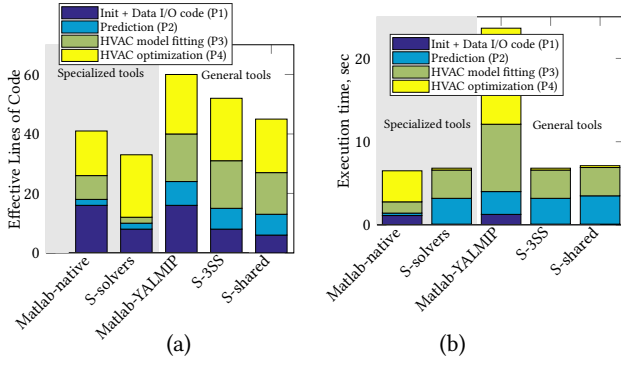 Init + Data I/O code (P1)
Prediction (P2)
HVAC model fitting (P3)
HVAC optimization (P4)
Specialized tools
General tools
Effective Lines of Code
60
40
20
0
Matlab-native
S-solvers
Matlab-YALMIP
S-3SS
S-shared
(a)
Init + Data I/O code (P1)
Prediction (P2)
HVAC model fitting (P3)
HVAC optimization (P4)
Specialized tools
General tools
Execution time, sec
20
10
0
Matlab-native
S-solvers
Matlab-YALMIP
S-3SS
S-shared
(b)